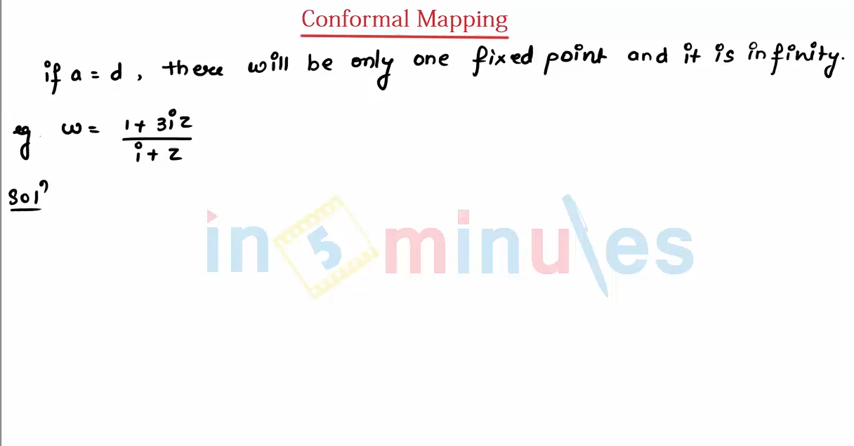 Conformal Mapping
if a = d, there will be only one fixed point and it is infinity.
eg w = (1 + 3iz)/(i + z)
Solⁿ
in 5 minutes